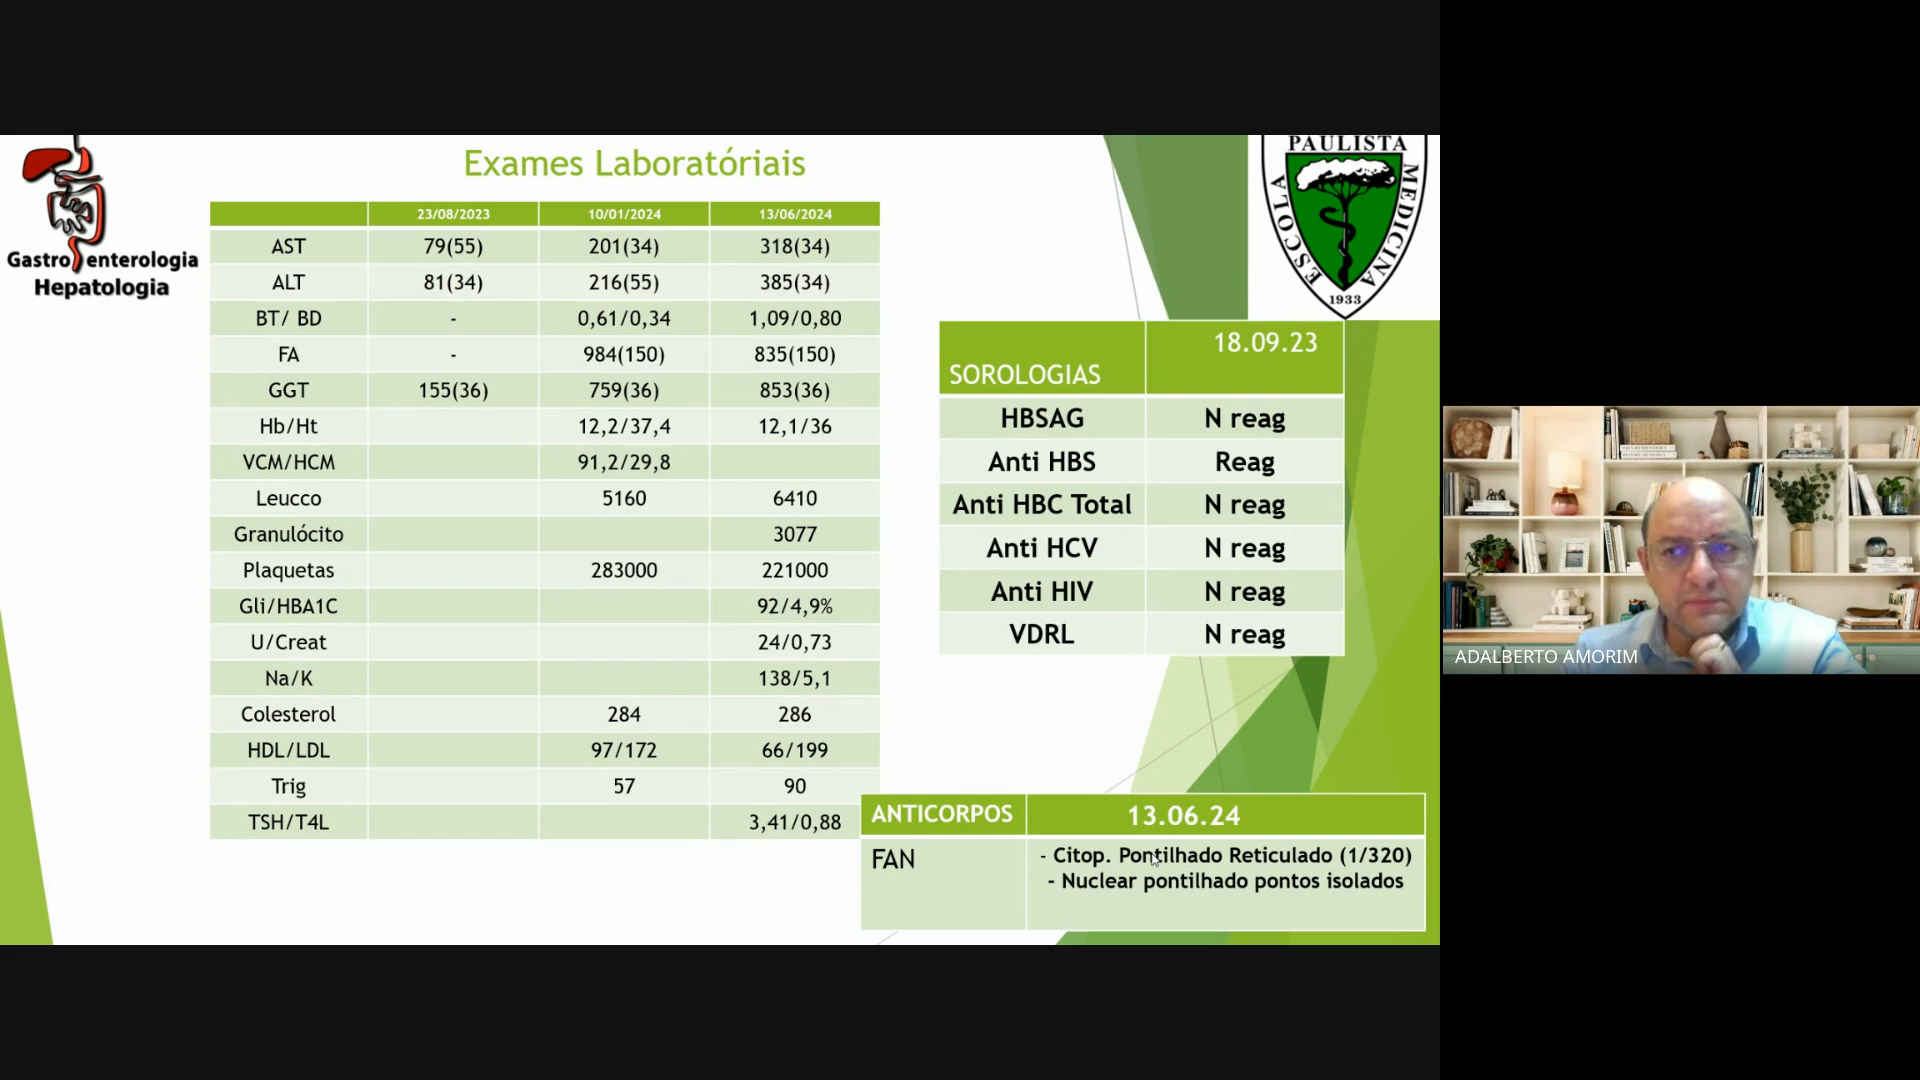 Exames Laboratóriais
Gastro enterologia
Hepatologia
PAULISTA
ESCOLA
MEDICINA
1933
23/08/2023 10/01/2024 13/06/2024
AST 79(55) 201(34) 318(34)
ALT 81(34) 216(55) 385(34)
BT/ BD - 0,61/0,34 1,09/0,80
FA - 984(150) 835(150)
GGT 155(36) 759(36) 853(36)
Hb/Ht 12,2/37,4 12,1/36
VCM/HCM 91,2/29,8
Leucco 5160 6410
Granulócito 3077
Plaquetas 283000 221000
Gli/HBA1C 92/4,9%
U/Creat 24/0,73
Na/K 138/5,1
Colesterol 284 286
HDL/LDL 97/172 66/199
Trig 57 90
TSH/T4L 3,41/0,88
SOROLOGIAS 18.09.23
HBSAG N reag
Anti HBS Reag
Anti HBC Total N reag
Anti HCV N reag
Anti HIV N reag
VDRL N reag
ANTICORPOS 13.06.24
FAN - Citop. Pontilhado Reticulado (1/320)
- Nuclear pontilhado pontos isolados
ADALBERTO AMORIM